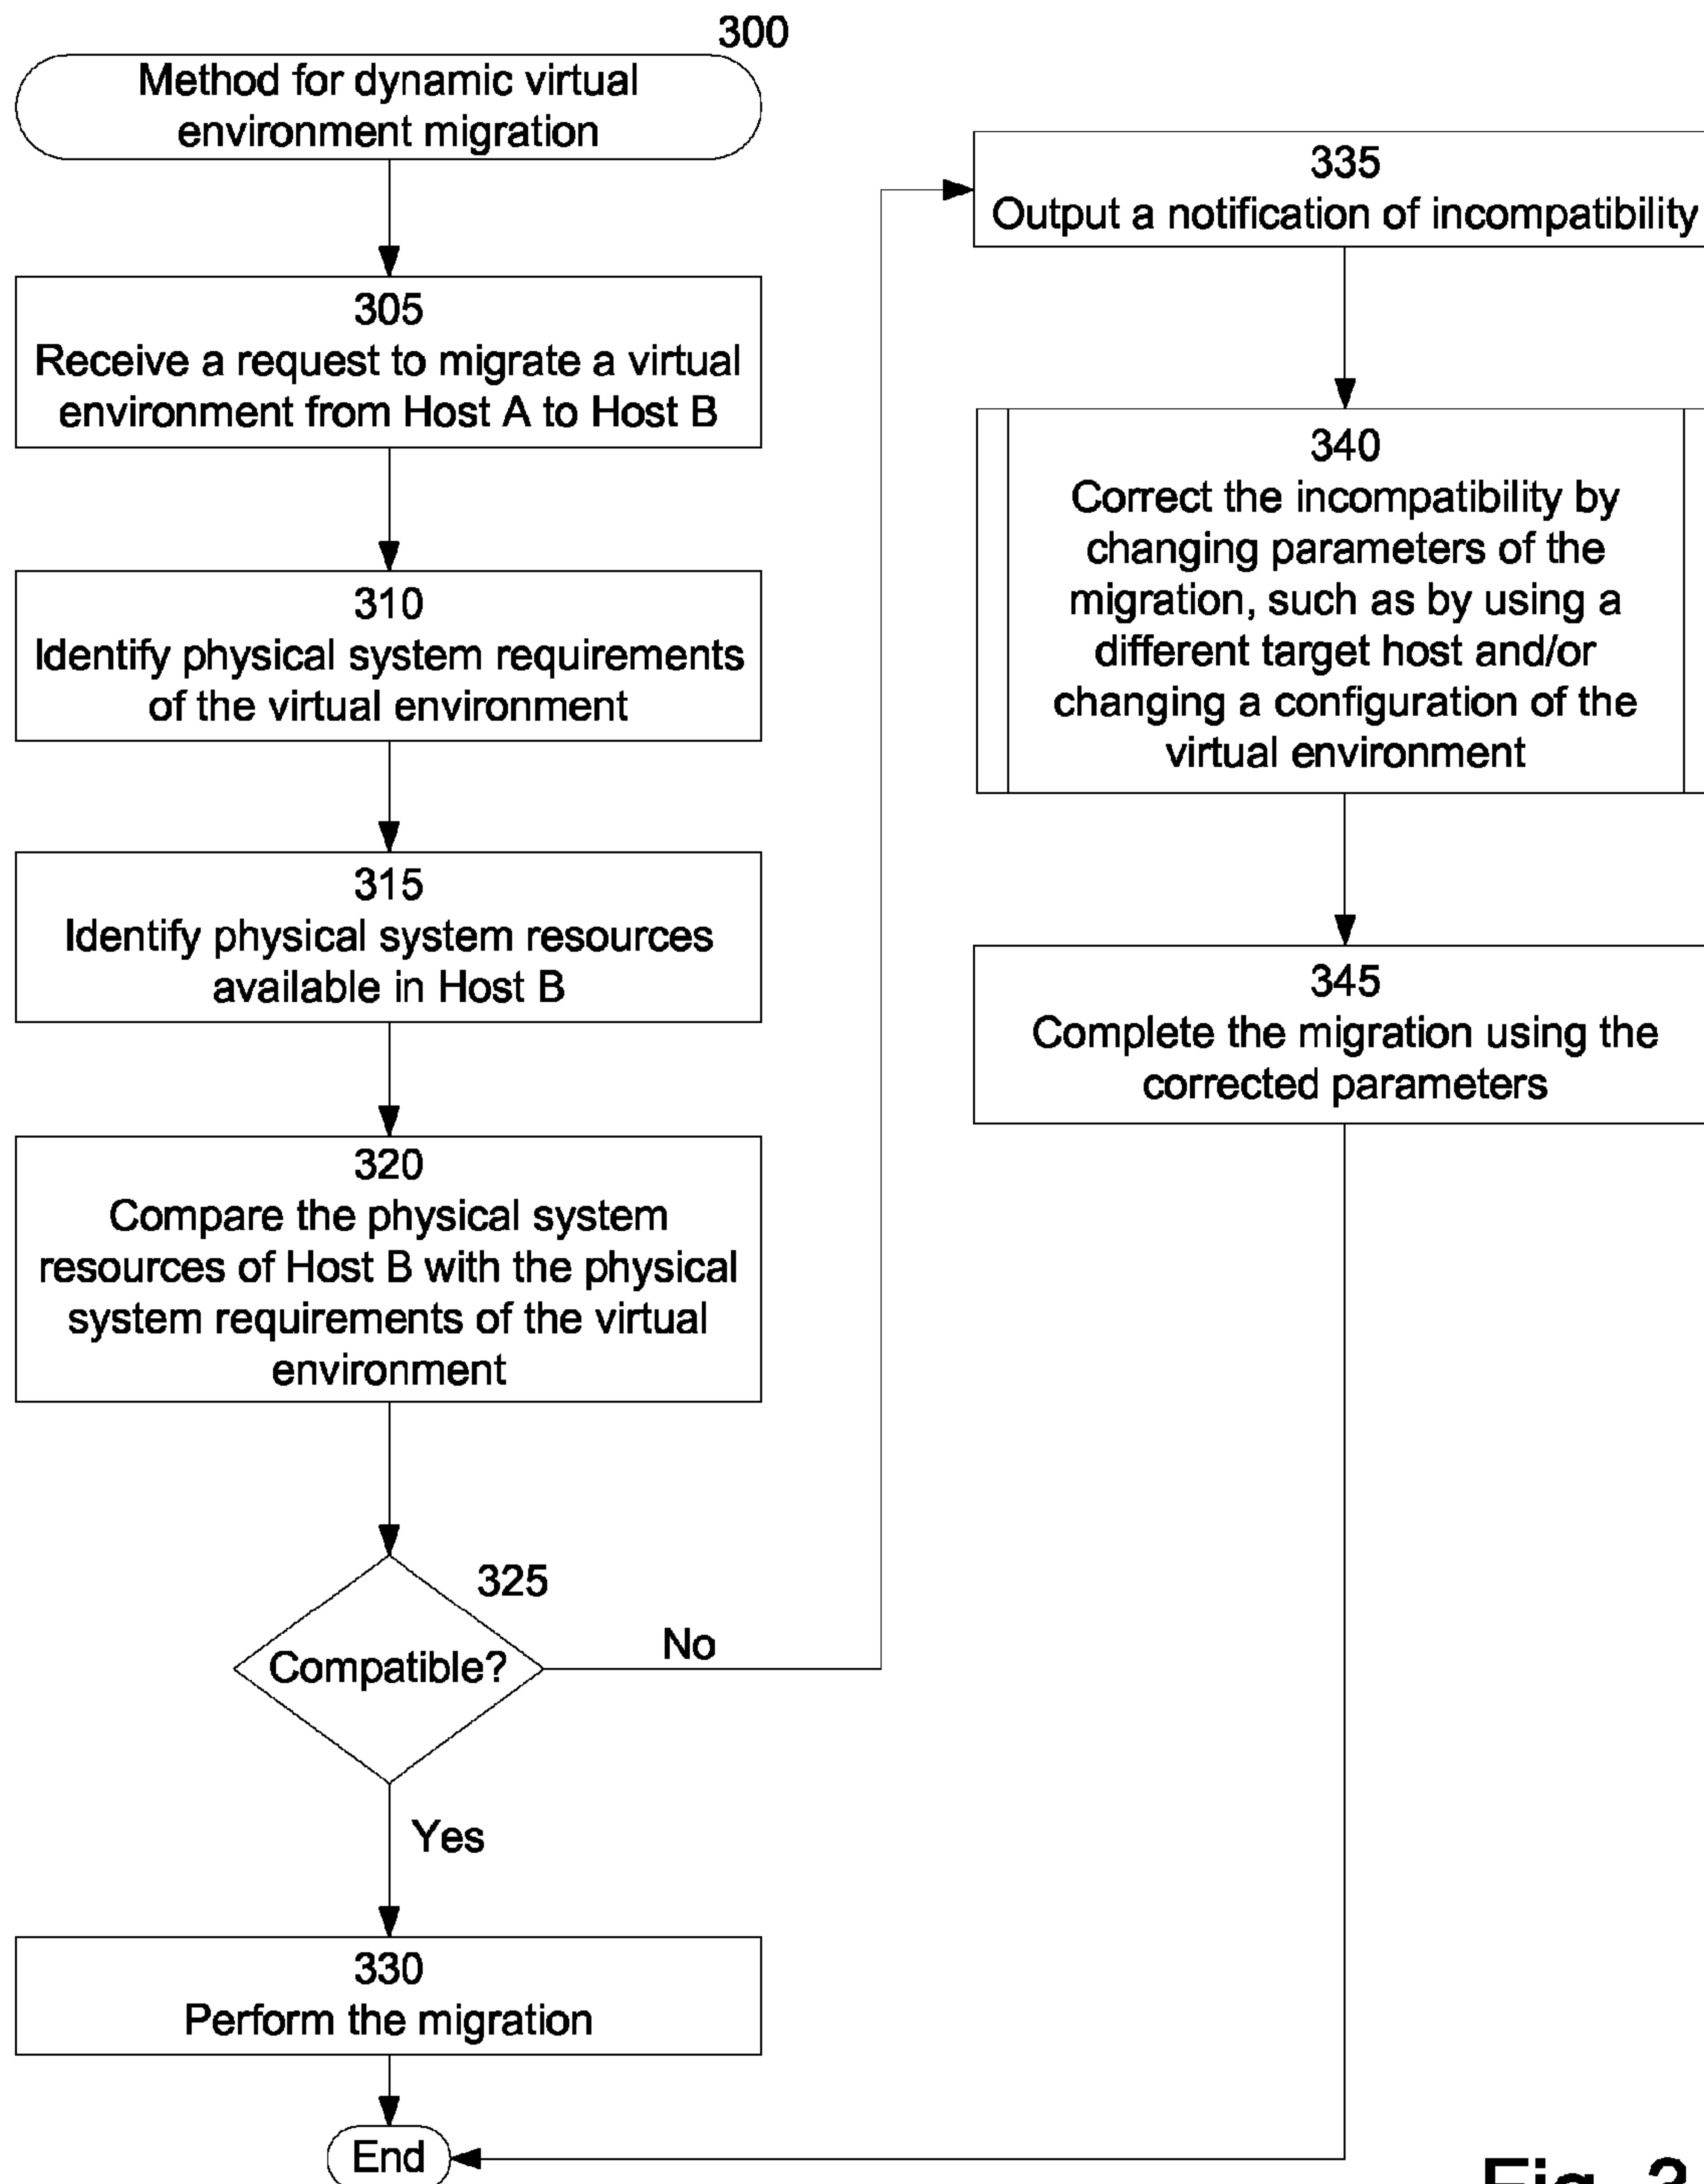 300
Method for dynamic virtual
environment migration
305
Receive a request to migrate a virtual
environment from Host A to Host B
310
Identify physical system requirements
of the virtual environment
315
Identify physical system resources
available in Host B
320
Compare the physical system
resources of Host B with the physical
system requirements of the virtual
environment
325
Compatible?
No
Yes
330
Perform the migration
End
335
Output a notification of incompatibility
340
Correct the incompatibility by
changing parameters of the
migration, such as by using a
different target host and/or
changing a configuration of the
virtual environment
345
Complete the migration using the
corrected parameters
Fig. 3